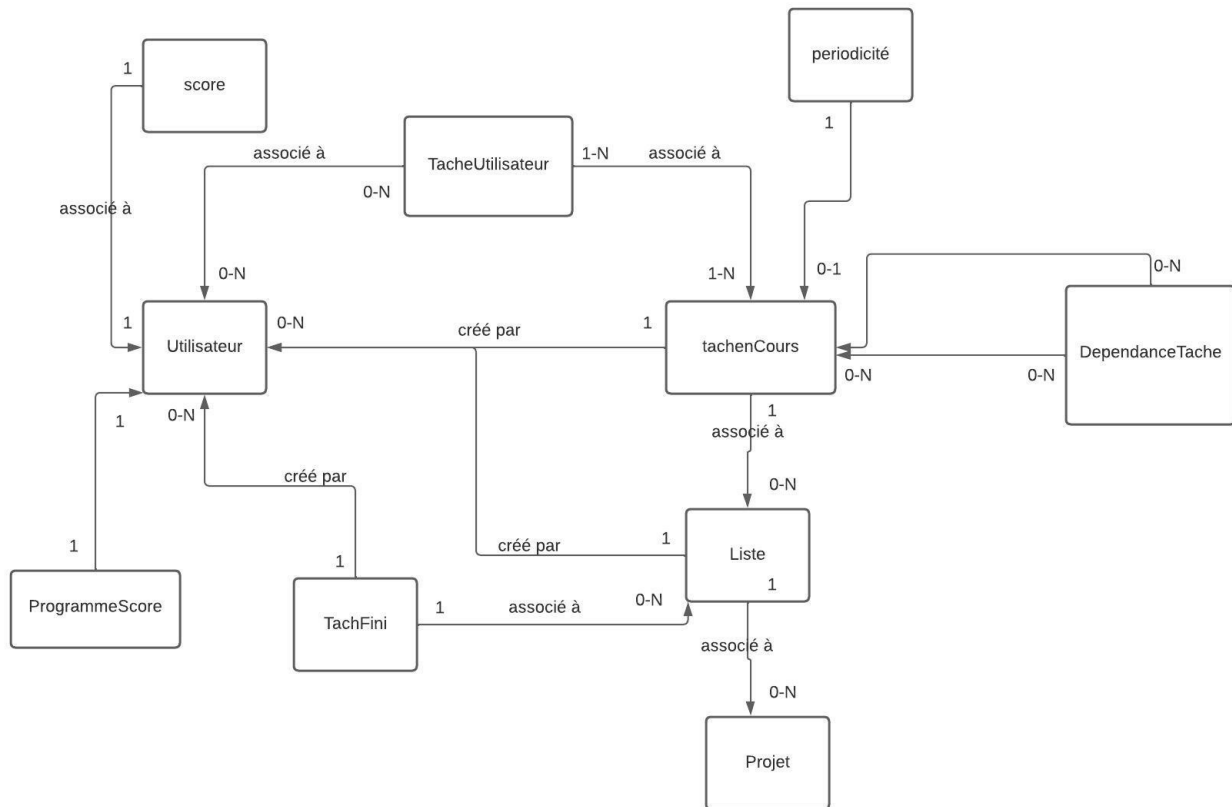 periodicité
1
score
1
associé à
TacheUtilisateur
1-N
associé à
0-N
associé à
0-N
1-N
0-1
0-N
1
Utilisateur
0-N
créé par
1
tachenCours
DependanceTache
0-N
0-N
1
0-N
1
associé à
créé par
0-N
1
1
créé par
1
Liste
1
ProgrammeScore
TachFini
1
associé à
0-N
associé à
0-N
Projet